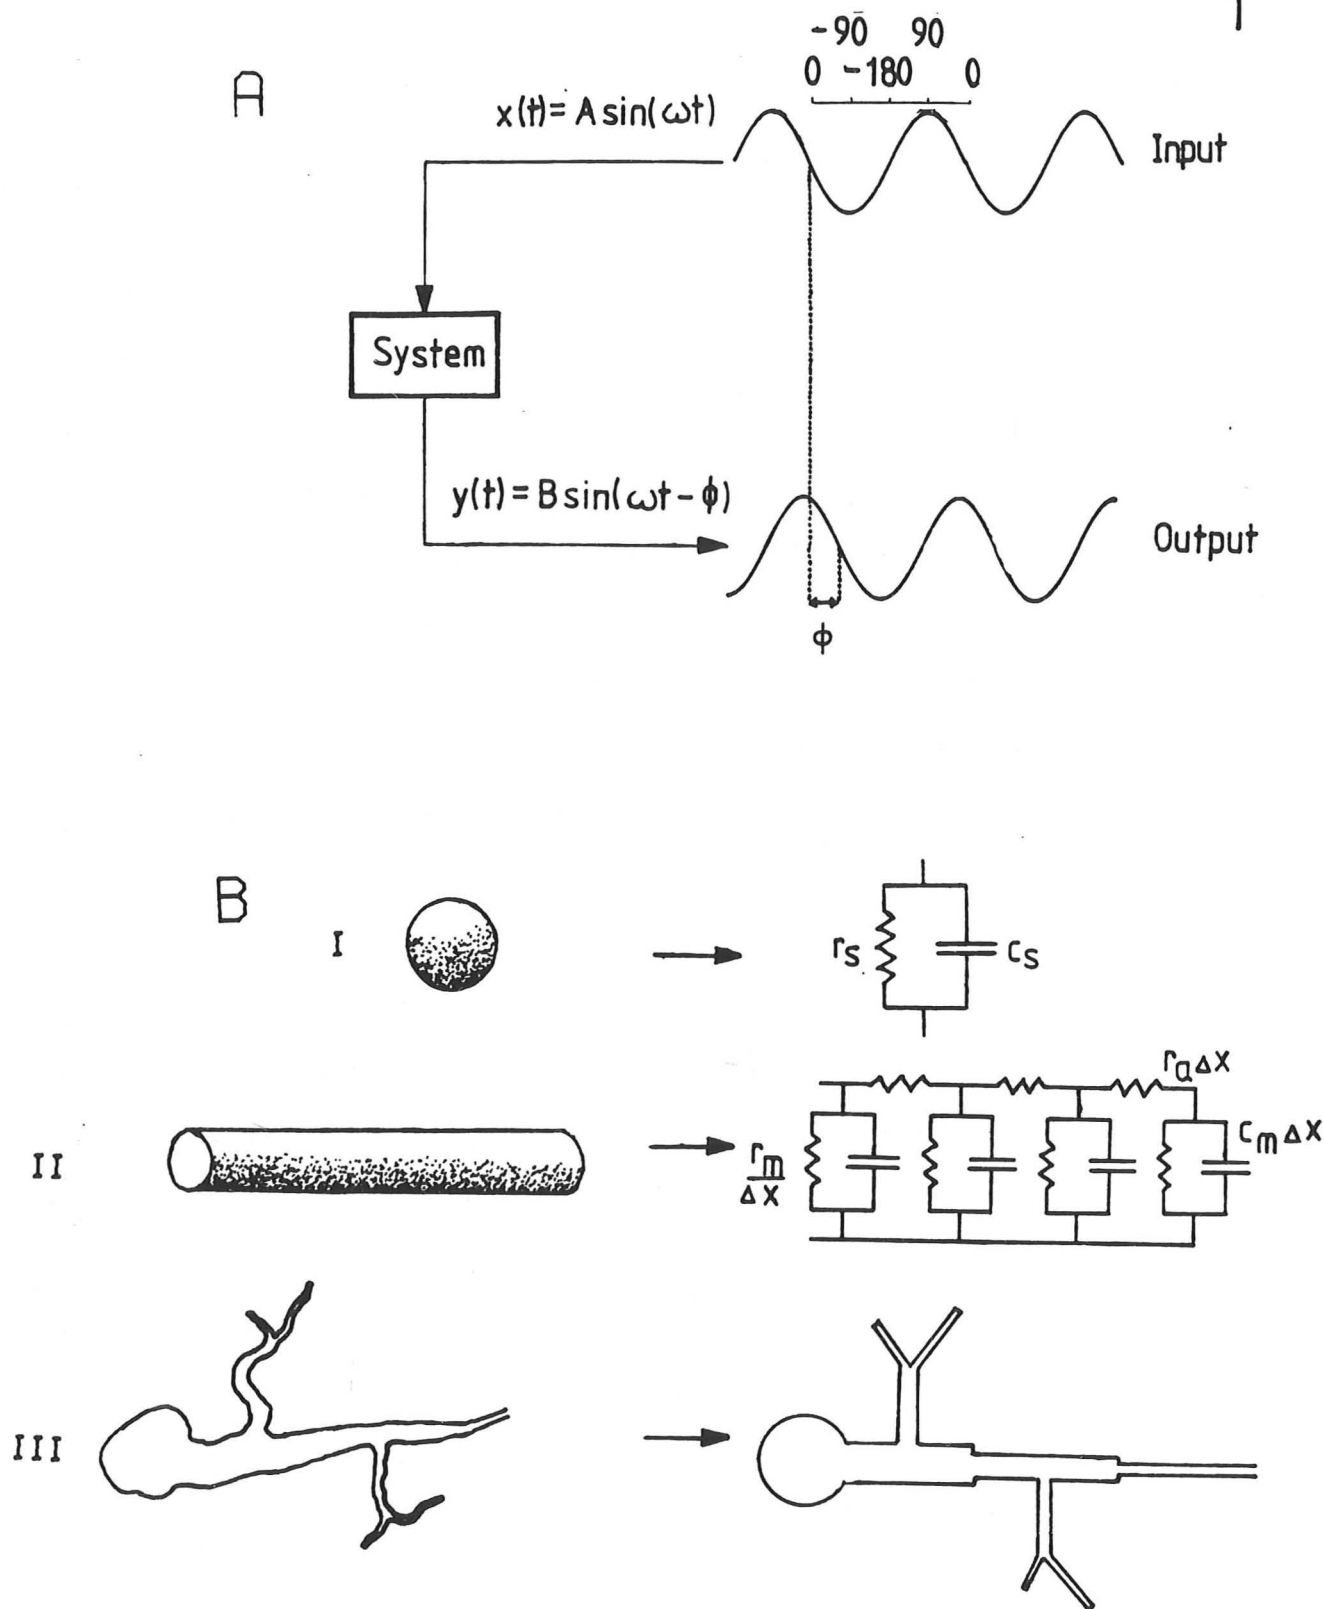 1
-90 90
0 -180 0
A
x(t)= A sin(ωt)
Input
System
y(t)= B sin(ωt - ϕ)
Output
ϕ
B
I
rs
cs
raΔX
II
rm
ΔX
cmΔX
III